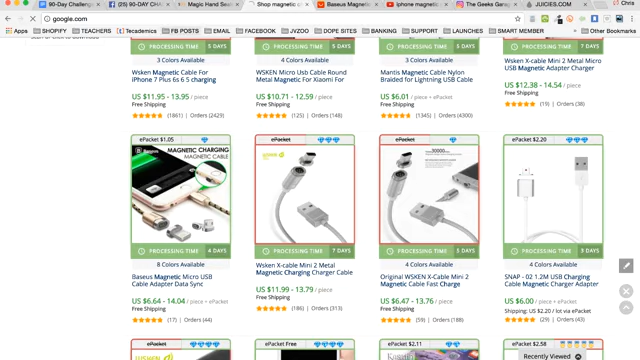 90-Day Challeng
(25) 90-DAY CHA
Magic Hand Sear
Shop magnetic
Baseus Magnetic
iphone magnetic
The Geeks Garag
JUICIES.COM
Chris
google.com
Apps
Shopify
TEACHERS
Tecademics
FB POSTS
EMAIL
FACEBOOK
JVZOO
DOPE SITES
BANKING
SUPPORT
LAUNCHES
SMART MEMBER
Other Bookmarks
PROCESSING TIME 5 DAYS
PROCESSING TIME 5 DAYS
PROCESSING TIME 5 DAYS
PROCESSING TIME 5 DAYS
3 Colors Available
Wsken Magnetic Cable For
iPhone 7 Plus 6s 6 5 charging
US $11.95 - 13.95 / piece
Free Shipping
(1861) Orders (2429)
3 Colors Available
WSKEN Micro Usb Cable Round
Metal Magnetic For Xiaomi For
US $10.71 - 12.59 / piece
Free Shipping
(125) Orders (148)
3 Colors Available
Mantis Magnetic Cable Nylon
Braided for Lightning USB Cable
US $6.01 / piece + ePacket
Free Shipping
(1345) Orders (4300)
Wsken X-cable Mini 2 Metal Micro
USB Magnetic Adapter Charger
US $12.38 - 14.54 / piece
Free Shipping
(19) Orders (38)
ePacket $1.05
Baseus
MAGNETIC CHARGING
MAGNETIC CABLE
PROCESSING TIME 4 DAYS
8 Colors Available
Baseus Magnetic Micro USB
Cable Adapter Data Sync
US $6.64 - 14.04 / piece + ePacket
Free Shipping
(17) Orders (44)
ePacket
WSKEN
PROCESSING TIME 5 DAYS
Wsken X-cable Mini 2 Metal
Magnetic Charging Charger Cable
US $11.99 - 13.79 / piece
Free Shipping
(186) Orders (313)
ePacket
PROCESSING TIME 5 DAYS
4 Colors Available
Original WSKEN X-Cable Mini 2
Magnetic Cable Fast Charge
US $6.47 - 13.76 / piece
Free Shipping
(59) Orders (188)
ePacket $2.20
PROCESSING TIME 5 DAYS
4 Colors Available
SNAP - 02 1.2M USB Charging
Cable Magnetic Charger Adapter
US $6.00 / piece
Shipping: US $2.20 / lot via ePacket
(29) Orders (43)
ePacket
WSKEN
ePacket Free
ePacket $2,11
ePacket $2.58
Recently Viewed